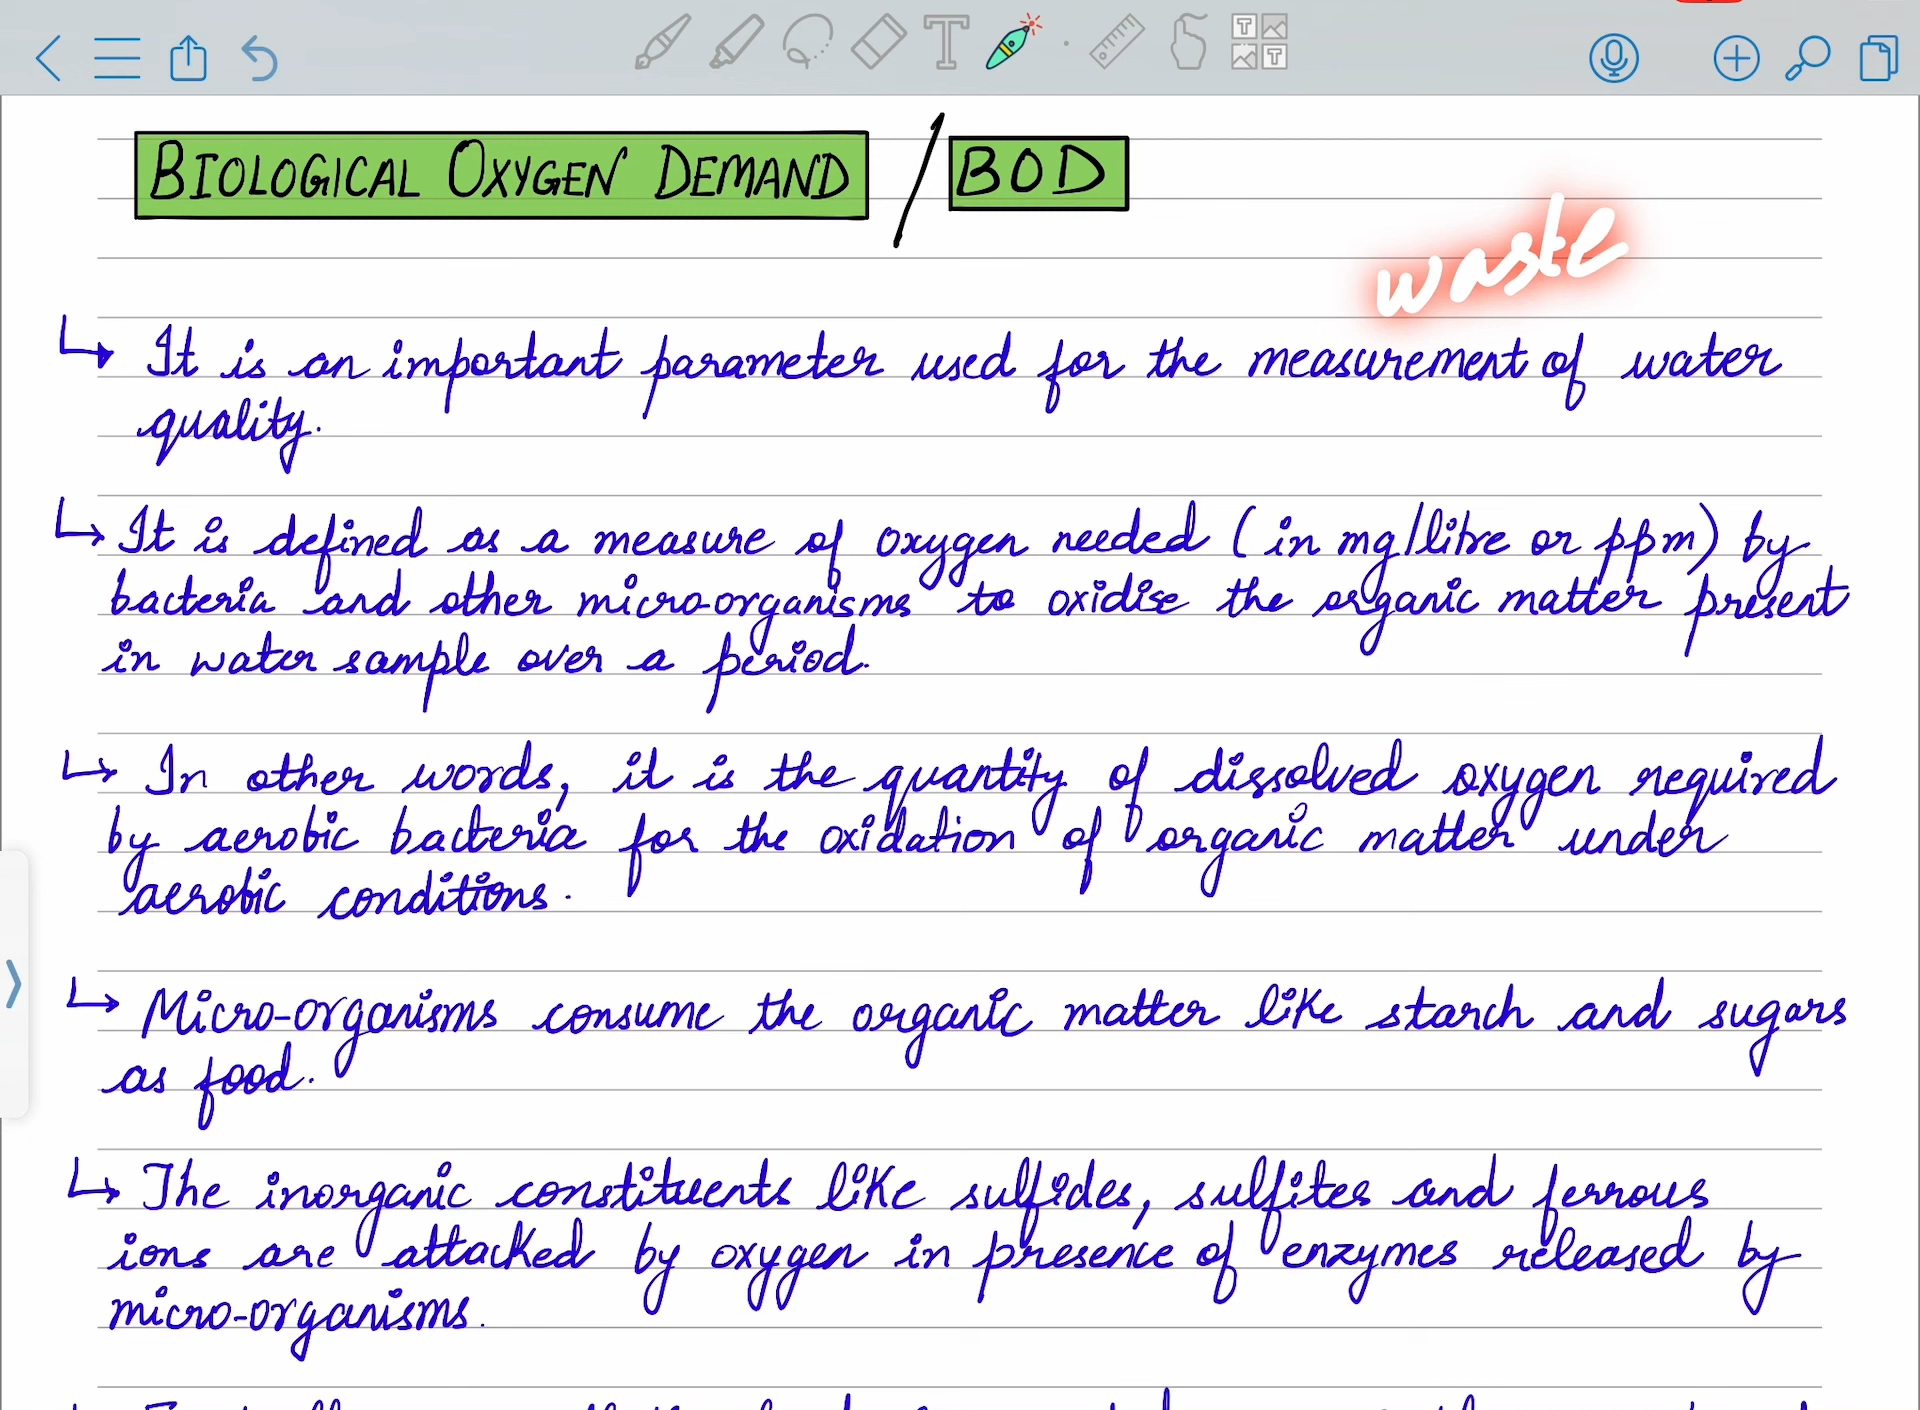 BIOLOGICAL OXYGEN DEMAND / BOD
waste
It is an important parameter used for the measurement of water
quality.
It is defined as a measure of oxygen needed (in mg/litre or ppm) by
bacteria and other micro-organisms to oxidise the organic matter present
in water sample over a period.
In other words, it is the quantity of dissolved oxygen required
by aerobic bacteria for the oxidation of organic matter under
aerobic conditions.
Micro-organisms consume the organic matter like starch and sugars
as food.
The inorganic constituents like sulfides, sulfites and ferrous
ions are attacked by oxygen in presence of enzymes released by
micro-organisms.